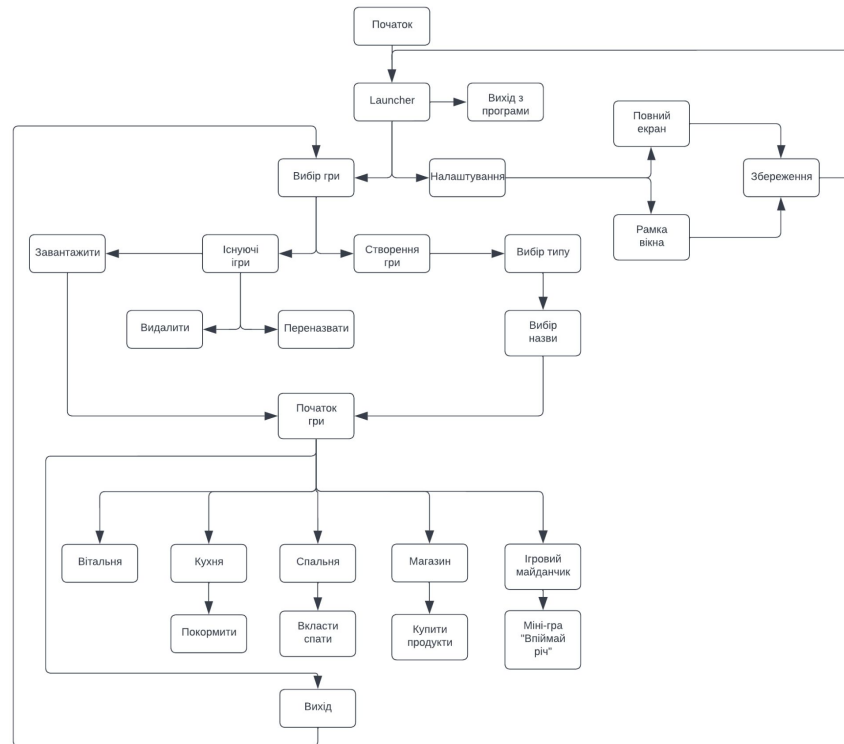 Початок
Launcher
Вихід з
програми
Повний
екран
Вибір гри
Налаштування
Збереження
Рамка
вікна
Завантажити
Існуючі
ігри
Створення
гри
Вибір типу
Видалити
Переназвати
Вибір
назви
Початок
гри
Вітальня
Кухня
Спальня
Магазин
Ігровий
майданчик
Покормити
Вкласти
спати
Купити
продукти
Міні-гра
"Впіймай
річ"
Вихід